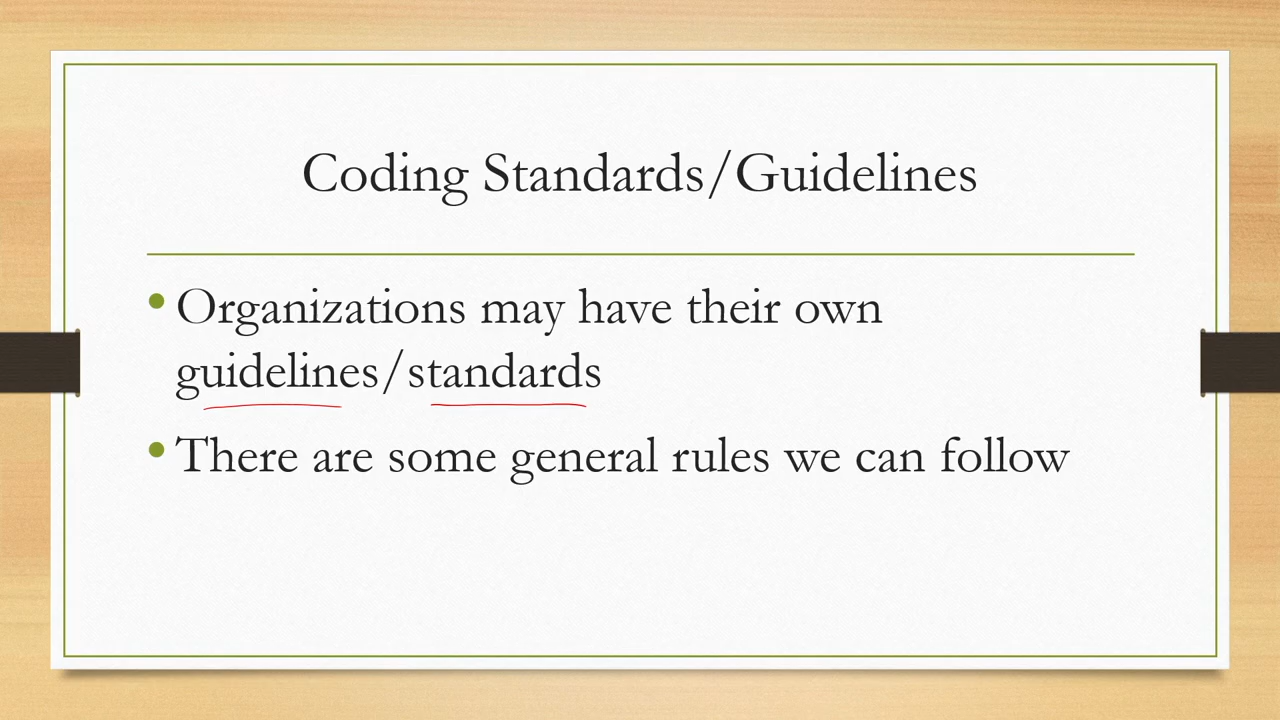 Coding Standards/Guidelines
• Organizations may have their own
guidelines/standards
• There are some general rules we can follow